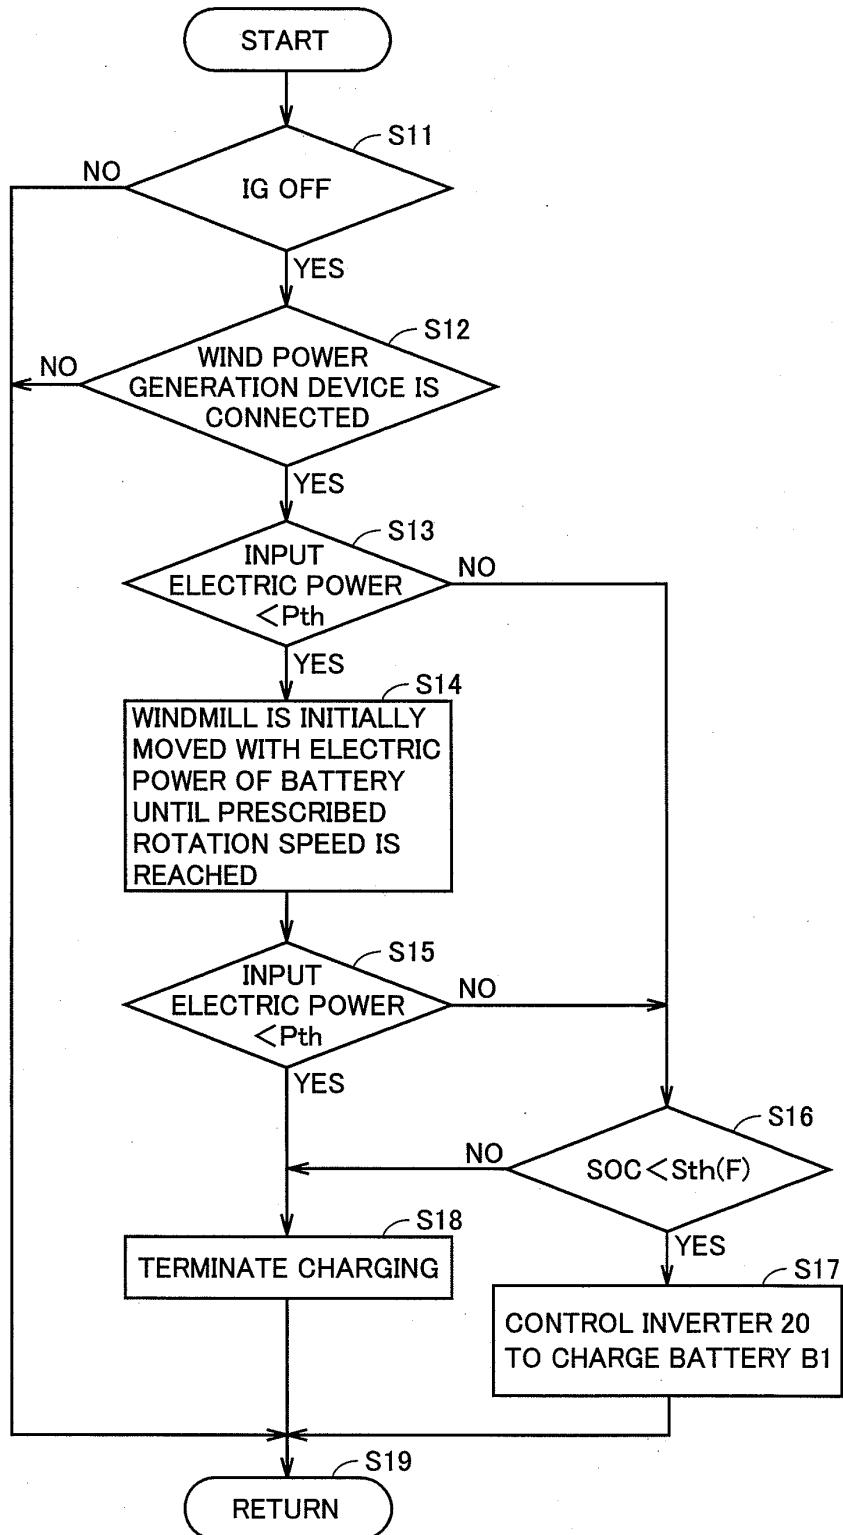 START
S11
NO
IG OFF
YES
S12
NO
WIND POWER
GENERATION DEVICE IS
CONNECTED
YES
S13
INPUT
ELECTRIC POWER
<Pth
NO
YES
S14
WINDMILL IS INITIALLY
MOVED WITH ELECTRIC
POWER OF BATTERY
UNTIL PRESCRIBED
ROTATION SPEED IS
REACHED
S15
INPUT
ELECTRIC POWER
<Pth
NO
YES
S16
NO
SOC<Sth(F)
YES
S18
TERMINATE CHARGING
S17
CONTROL INVERTER 20
TO CHARGE BATTERY B1
S19
RETURN